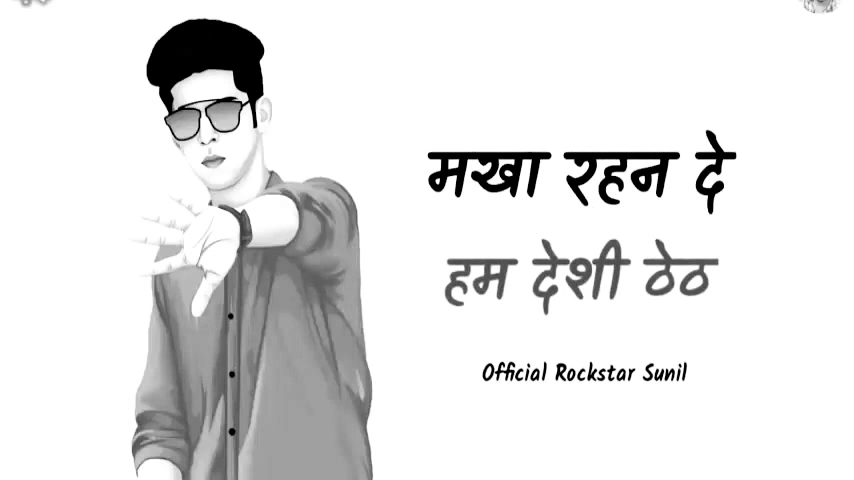 मखा रहन दे
हम देशी ठेठ
Official Rockstar Sunil